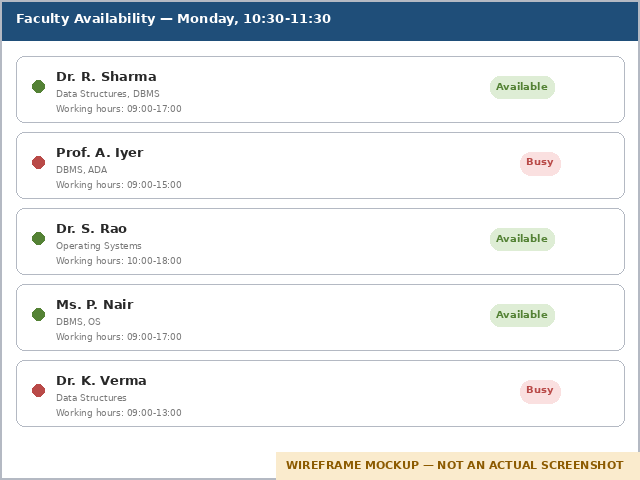 Faculty Availability — Monday, 10:30-11:30
Dr. R. Sharma
Data Structures, DBMS
Working hours: 09:00-17:00
Available
Prof. A. Iyer
DBMS, ADA
Working hours: 09:00-15:00
Busy
Dr. S. Rao
Operating Systems
Working hours: 10:00-18:00
Available
Ms. P. Nair
DBMS, OS
Working hours: 09:00-17:00
Available
Dr. K. Verma
Data Structures
Working hours: 09:00-13:00
Busy
WIREFRAME MOCKUP — NOT AN ACTUAL SCREENSHOT